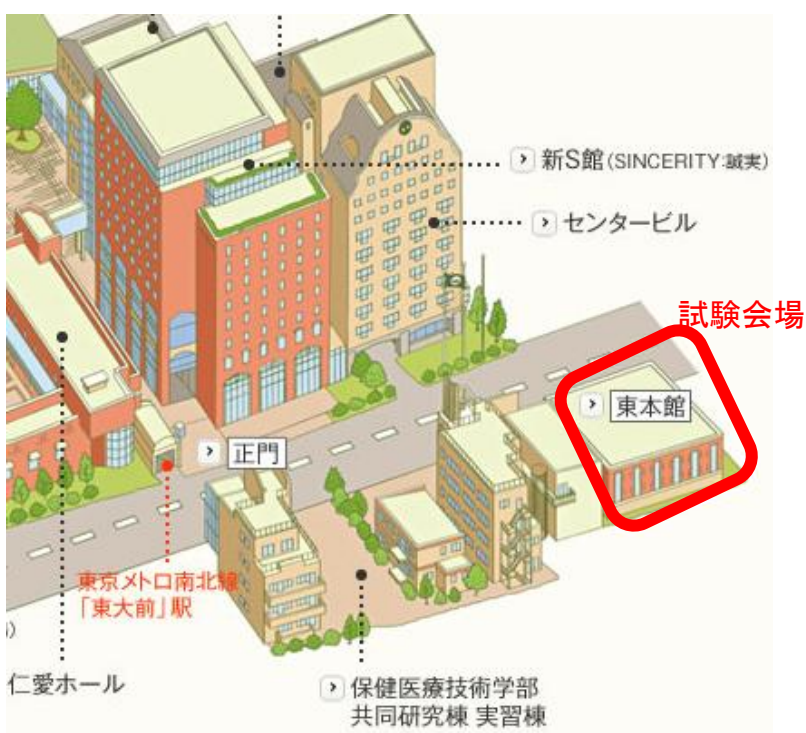 新S館(SINCERITY:誠実)
センタービル
試験会場
東本館
正門
東京メトロ南北線
「東大前」駅
仁愛ホール
保健医療技術学部
共同研究棟 実習棟